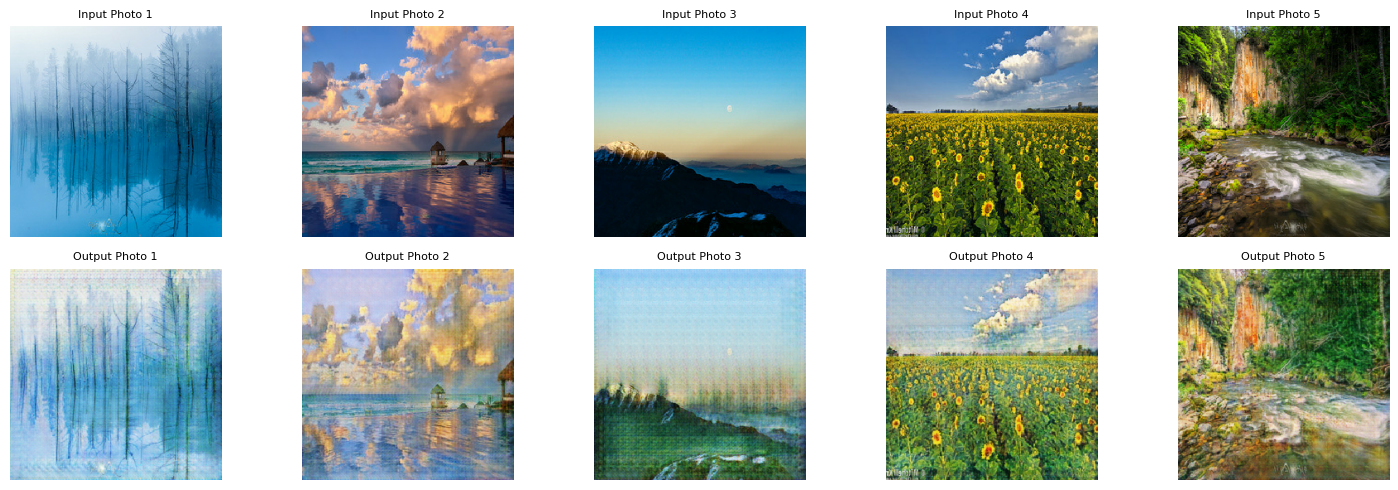 Input Photo 1
Input Photo 2
Input Photo 3
Input Photo 4
Input Photo 5
Output Photo 1
Output Photo 2
Output Photo 3
Output Photo 4
Output Photo 5